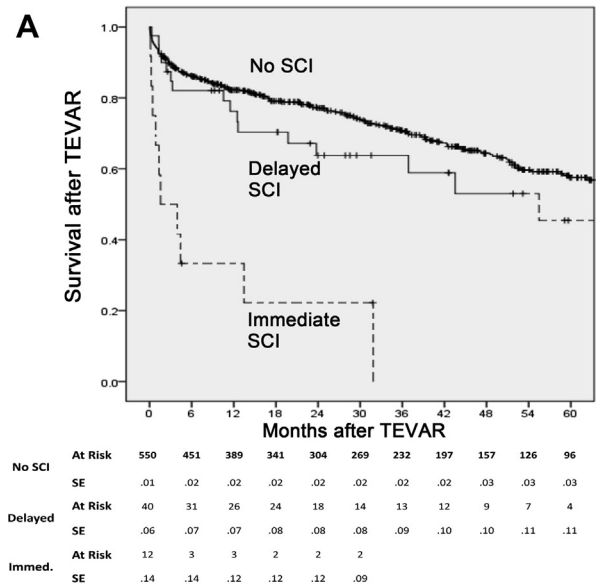 A
No SCI
Delayed
SCI
Immediate
SCI
Survival after TEVAR
1.0
0.8
0.6
0.4
0.2
0.0
0 6 12 18 24 30 36 42 48 54 60
Months after TEVAR
No SCI At Risk 550 451 389 341 304 269 232 197 157 126 96
SE .01 .02 .02 .02 .02 .02 .02 .02 .03 .03 .03
Delayed At Risk 40 31 26 24 18 14 13 12 9 7 4
SE .06 .07 .07 .08 .08 .08 .09 .10 .10 .11 .11
Immed. At Risk 12 3 3 2 2 2
SE .14 .14 .12 .12 .12 .09